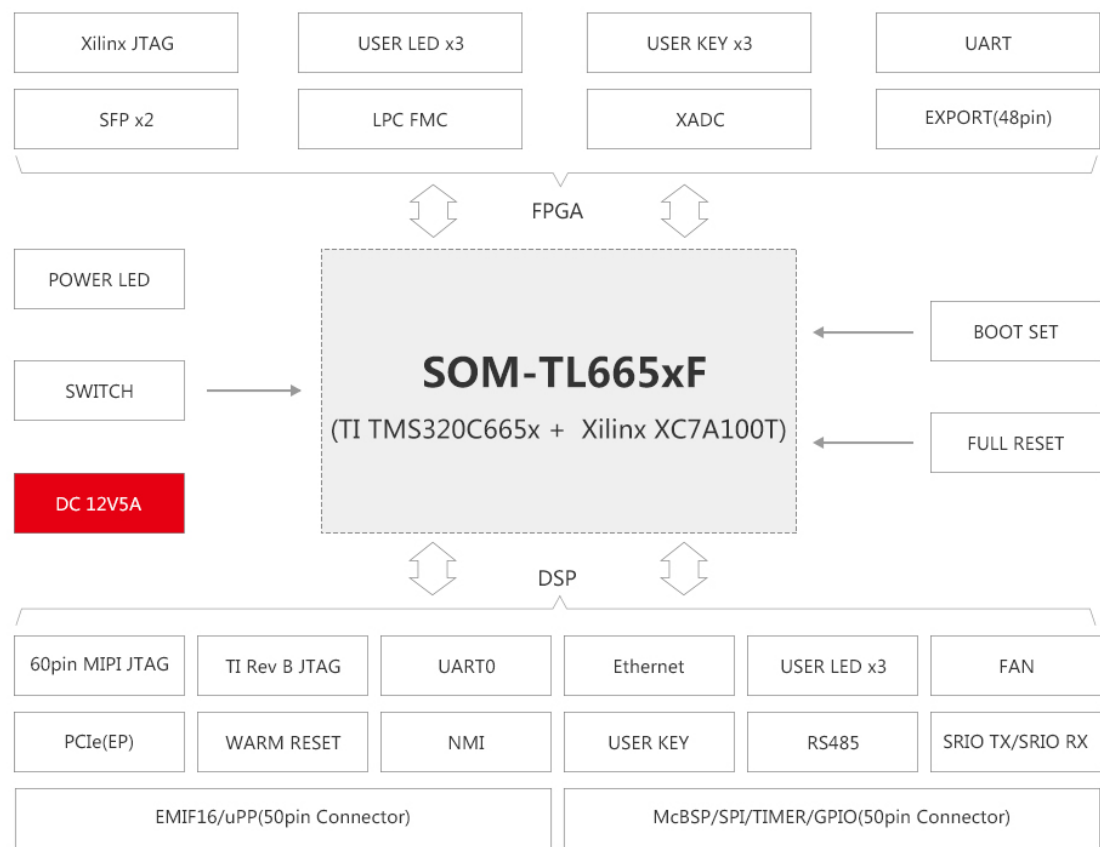 Xilinx JTAG
USER LED x3
USER KEY x3
UART
SFP x2
LPC FMC
XADC
EXPORT(48pin)
FPGA
POWER LED
SWITCH
DC 12V5A
SOM-TL665xF
(TI TMS320C665x + Xilinx XC7A100T)
BOOT SET
FULL RESET
DSP
60pin MIPI JTAG
TI Rev B JTAG
UART0
Ethernet
USER LED x3
FAN
PCIe(EP)
WARM RESET
NMI
USER KEY
RS485
SRIO TX/SRIO RX
EMIF16/uPP(50pin Connector)
McBSP/SPI/TIMER/GPIO(50pin Connector)